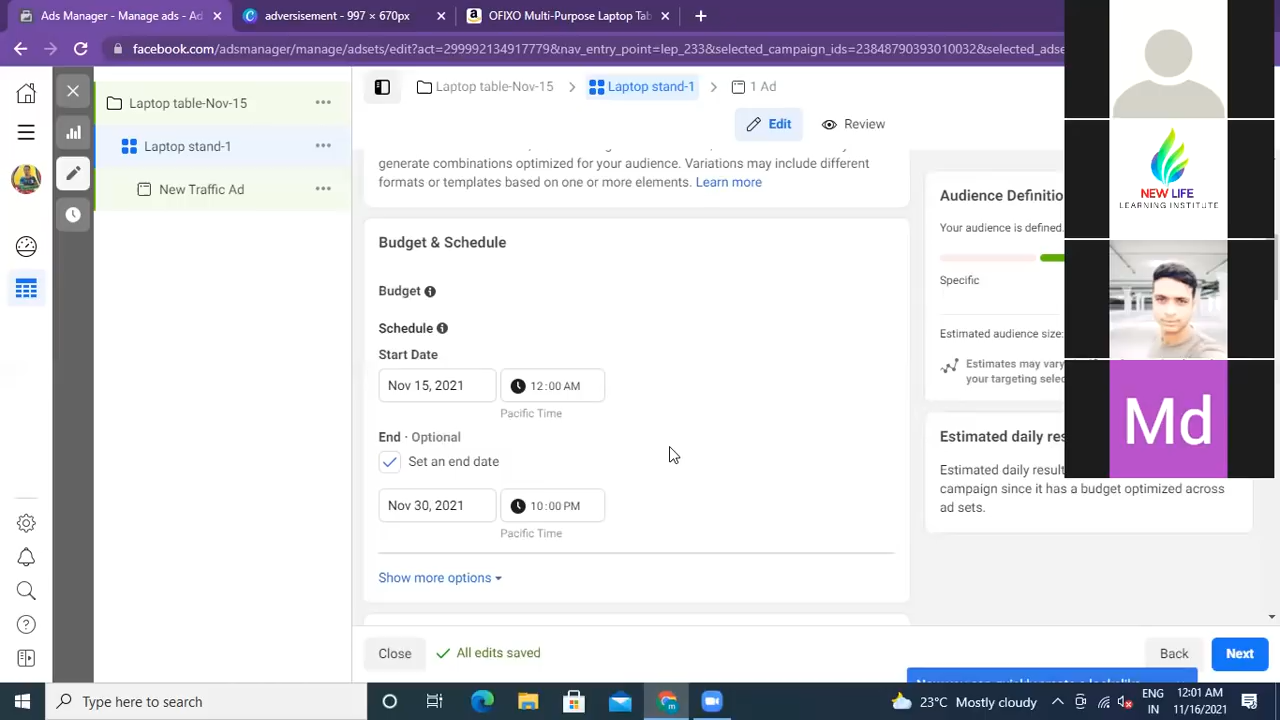 Ads Manager - Manage ads - Ad
adversisement - 997 × 670px
OFIXO Multi-Purpose Laptop Tabl
facebook.com/adsmanager/manage/adsets/edit?act=299992134917779&nav_entry_point=lep_233&selected_campaign_ids=23848790393010032&selected_adse
Laptop table-Nov-15
Laptop stand-1
1 Ad
Edit
Review
Laptop table-Nov-15
Laptop stand-1
New Traffic Ad
generate combinations optimized for your audience. Variations may include different
formats or templates based on one or more elements. Learn more
Budget & Schedule
Budget
Schedule
Start Date
Nov 15, 2021
12:00 AM
Pacific Time
End · Optional
Set an end date
Nov 30, 2021
10:00 PM
Pacific Time
Show more options
Close
All edits saved
Back
Next
Audience Definitio
Your audience is defined.
Specific
Estimated audience size:
Estimates may vary
your targeting selec
Estimated daily res
Estimated daily result
campaign since it has a budget optimized across
ad sets.
NEW LIFE
LEARNING INSTITUTE
Md
Type here to search
23°C Mostly cloudy
ENG
IN
12:01 AM
11/16/2021